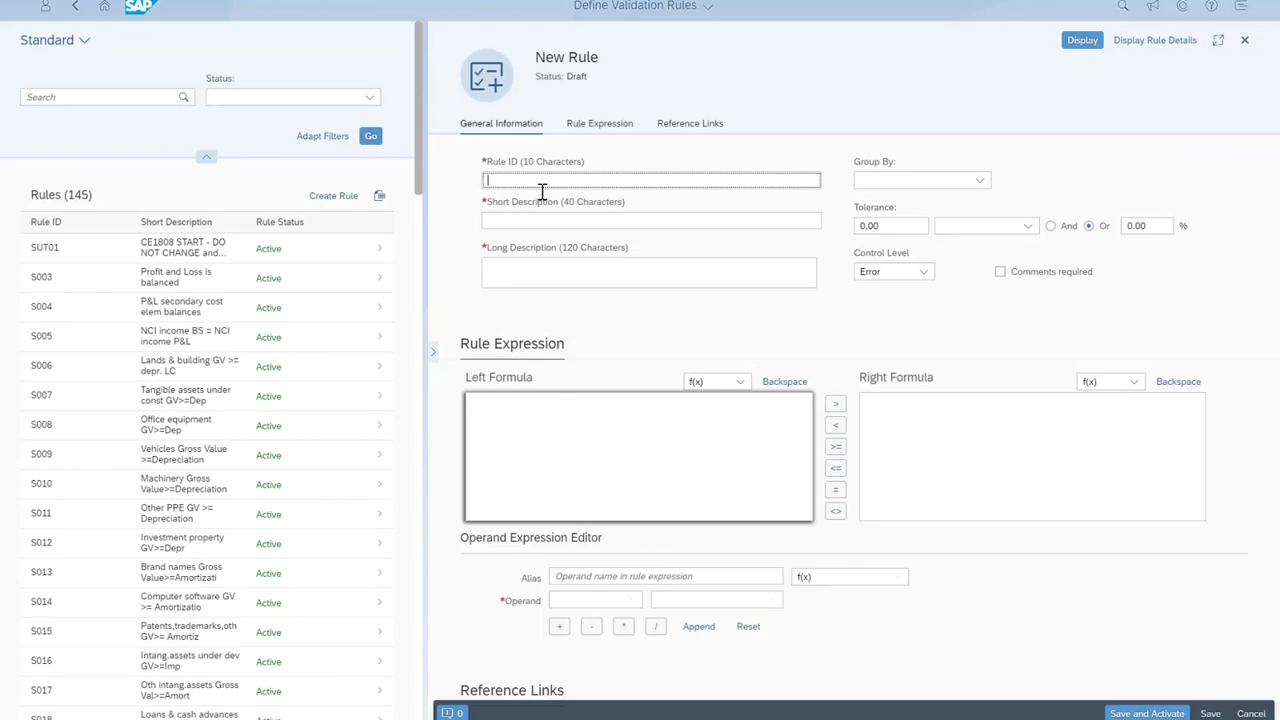 SAP
Define Validation Rules
Standard
Status:
Search
Adapt Filters
Go
Rules (145)
Create Rule
Rule ID
Short Description
Rule Status
SUT01
CE1808 START - DO
NOT CHANGE and...
Active
S003
Profit and Loss is
balanced
Active
S004
P&L secondary cost
elem balances
Active
S005
NCI income BS = NCI
income P&L
Active
S006
Lands & building GV >=
depr. LC
Active
S007
Tangible assets under
const GV>=Dep
Active
S008
Office equipment
GV>=Dep
Active
S009
Vehicles Gross Value
>=Depreciation
Active
S010
Machinery Gross
Value>=Depreciation
Active
S011
Other PPE GV >=
Depreciation
Active
S012
Investment property
GV>=Depr
Active
S013
Brand names Gross
Value>=Amortizati
Active
S014
Computer software GV
>= Amortizatio
Active
S015
Patents,trademarks,oth
GV>= Amortiz
Active
S016
Intang.assets under dev
GV>=Imp
Active
S017
Oth intang.assets Gross
Val>=Amort
Active
S018
Loans & cash advances
Display
Display Rule Details
New Rule
Status: Draft
General Information
Rule Expression
Reference Links
*Rule ID (10 Characters)
*Short Description (40 Characters)
*Long Description (120 Characters)
Group By:
Tolerance:
0.00
And
Or
0.00
%
Control Level
Error
Comments required
Rule Expression
Left Formula
f(x)
Backspace
>
<
>=
<=
=
<>
Right Formula
f(x)
Backspace
Operand Expression Editor
Alias
Operand name in rule expression
f(x)
*Operand
+
-
*
/
Append
Reset
Reference Links
0
Save and Activate
Save
Cancel